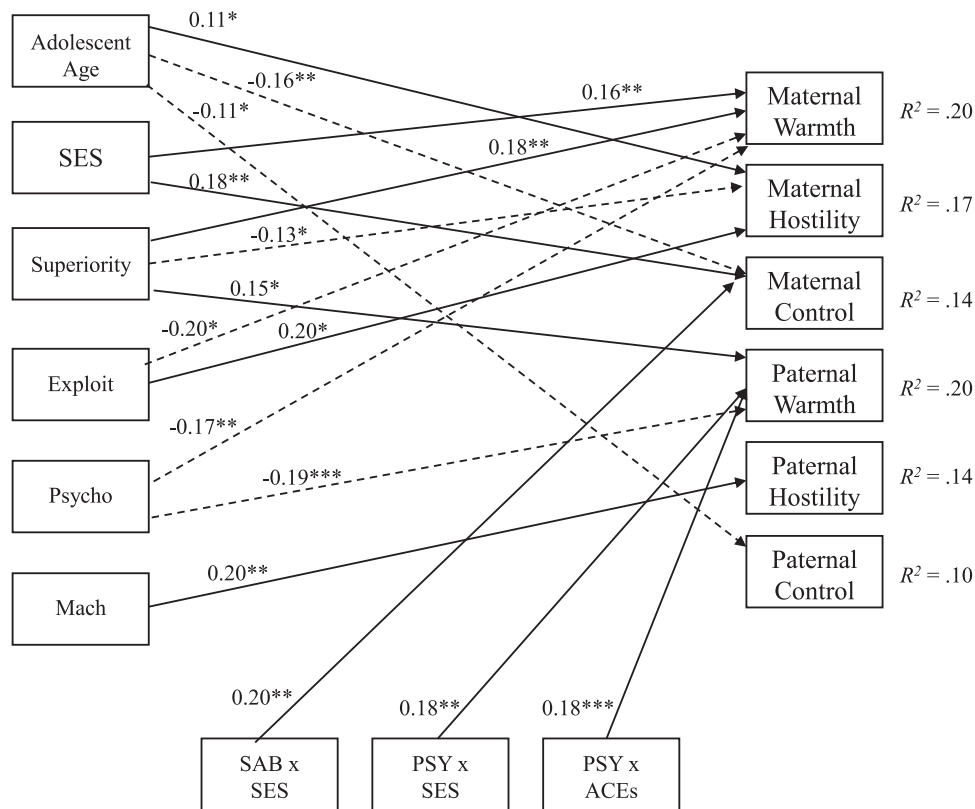 0.11*
Adolescent
Age
-0.16**
-0.11*
0.16**
Maternal
Warmth
R² = .20
SES
0.18**
0.18**
Maternal
Hostility
R² = .17
Superiority
-0.13*
0.15*
Maternal
Control
R² = .14
Exploit
-0.20*
0.20*
Paternal
Warmth
R² = .20
Psycho
-0.17**
-0.19***
Paternal
Hostility
R² = .14
Mach
0.20**
Paternal
Control
R² = .10
0.20**
0.18**
0.18***
SAB x
SES
PSY x
SES
PSY x
ACEs